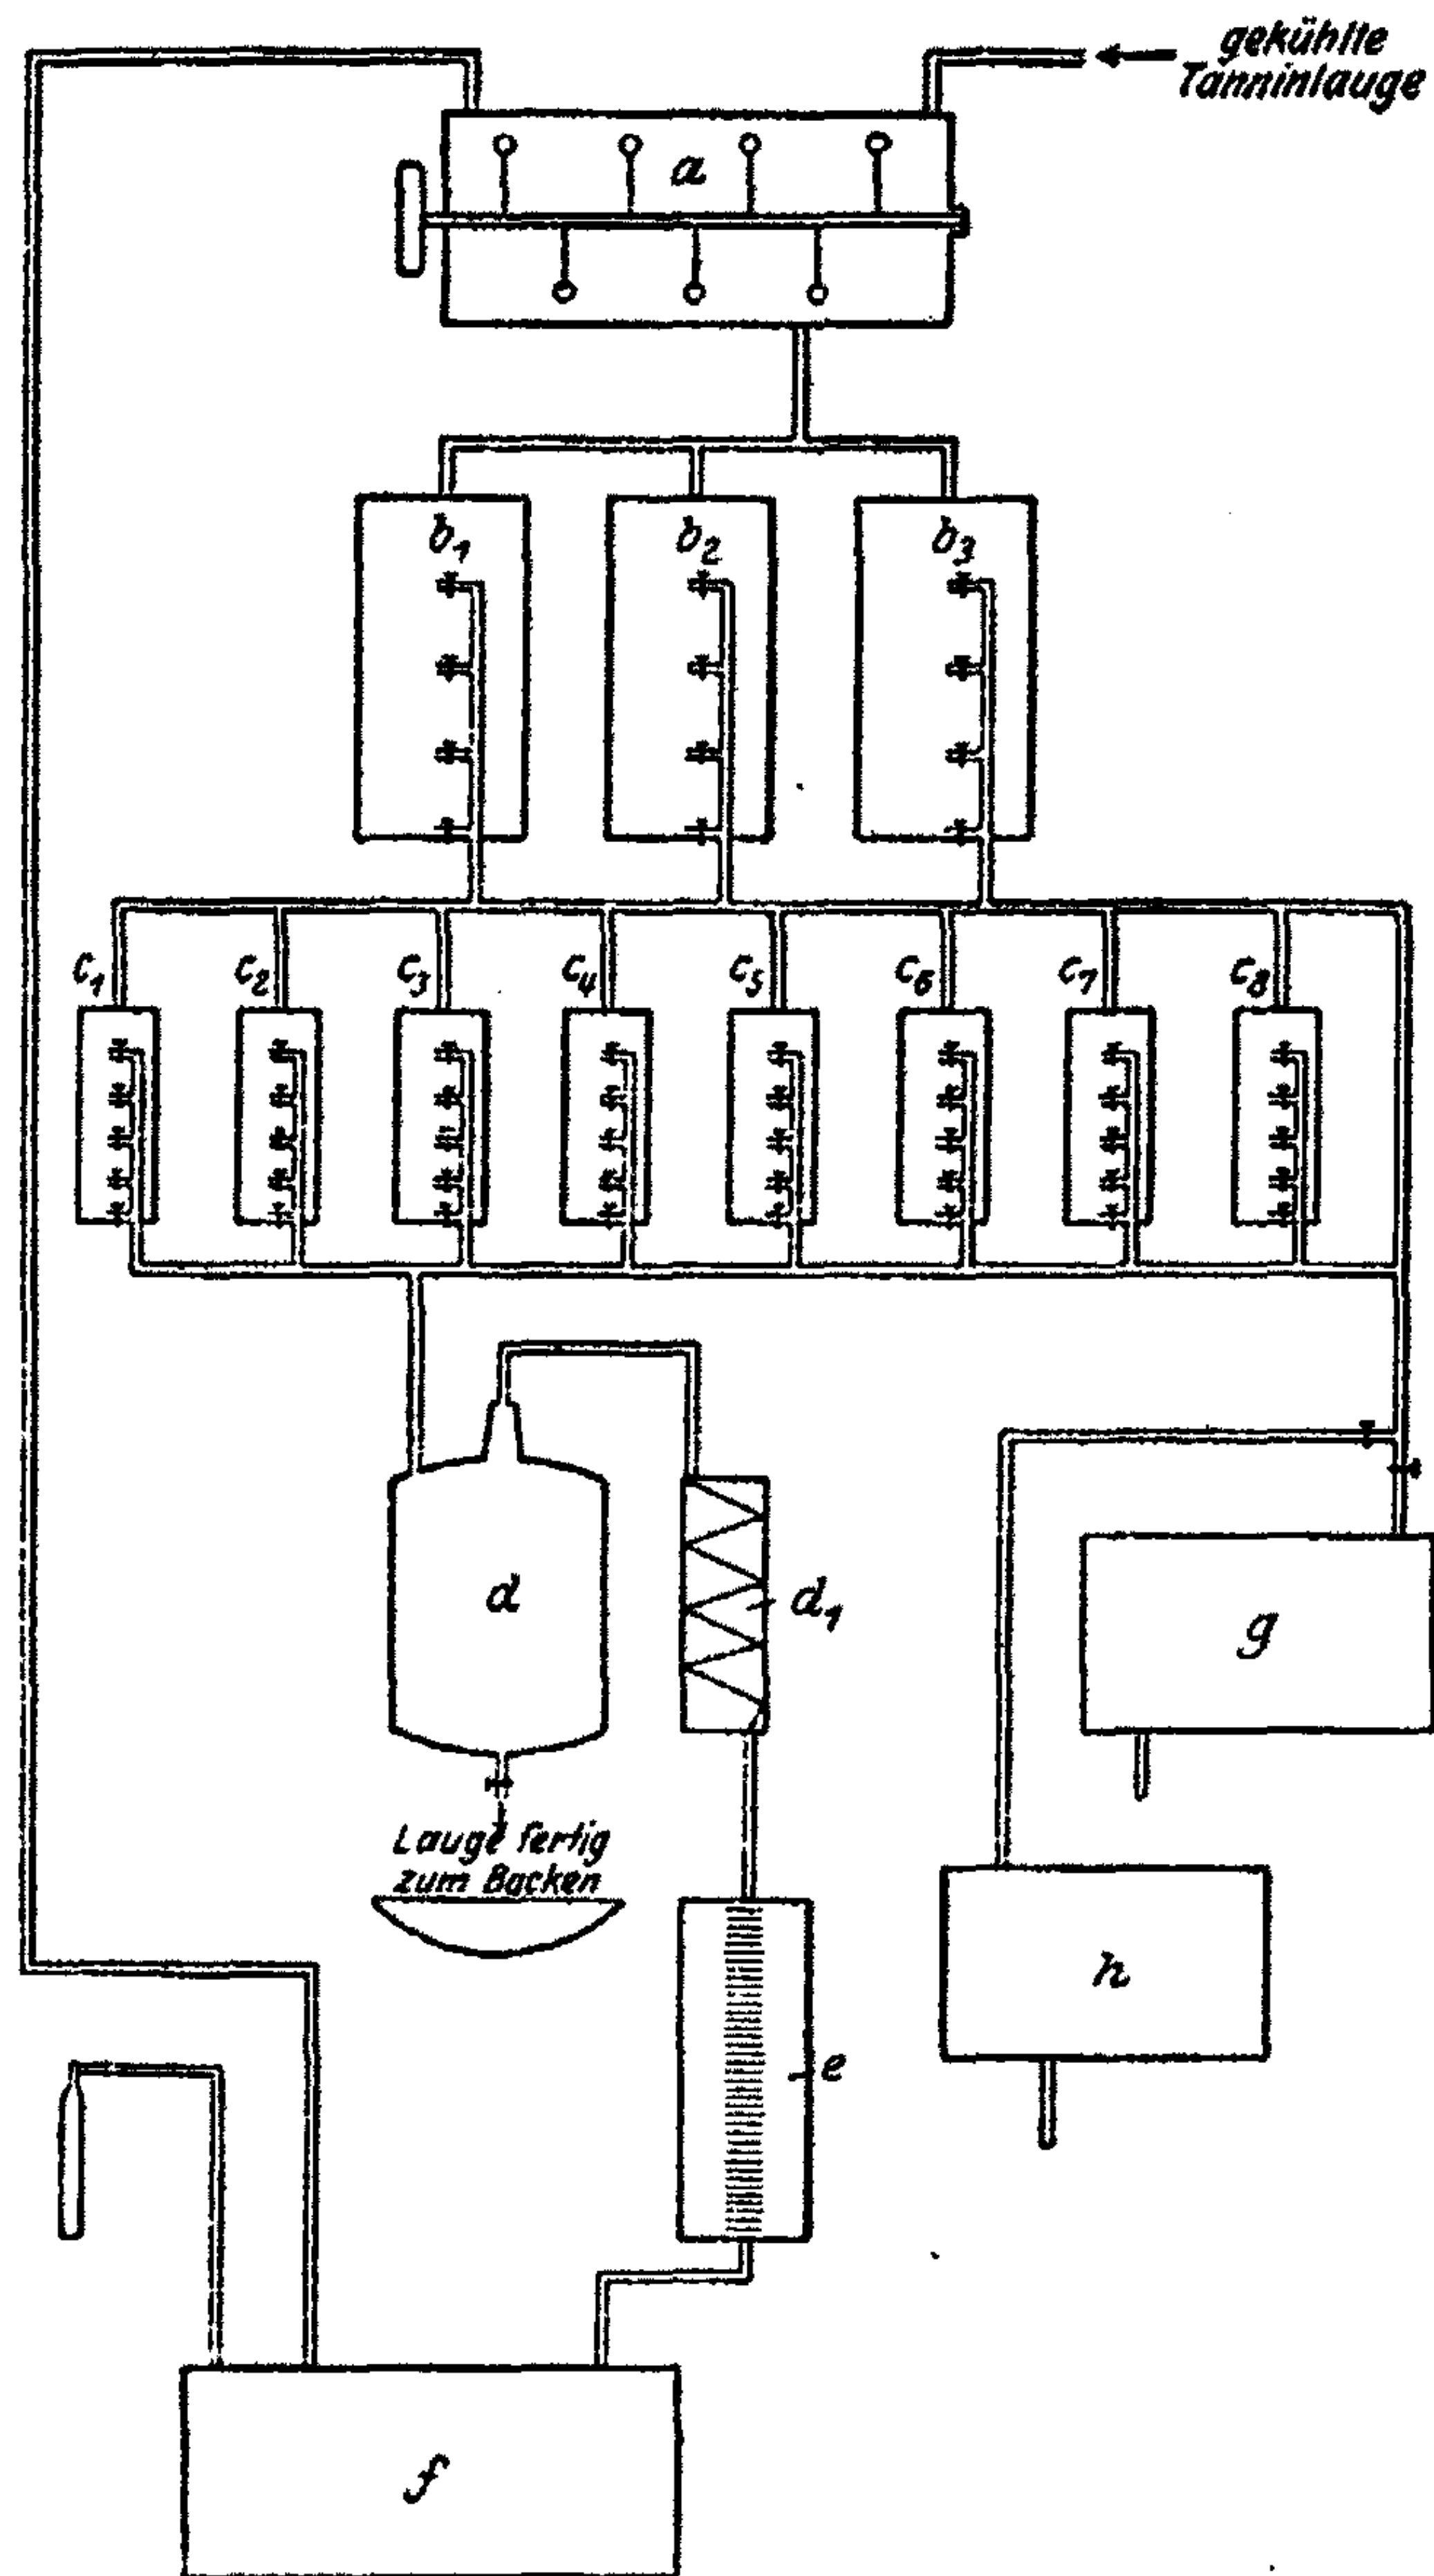 gekühlte
Tanninlauge
a
b1 b2 b3
c1 c2 c3 c4 c5 c6 c7 c8
d
d1
g
Lauge fertig
zum Backen
h
e
f